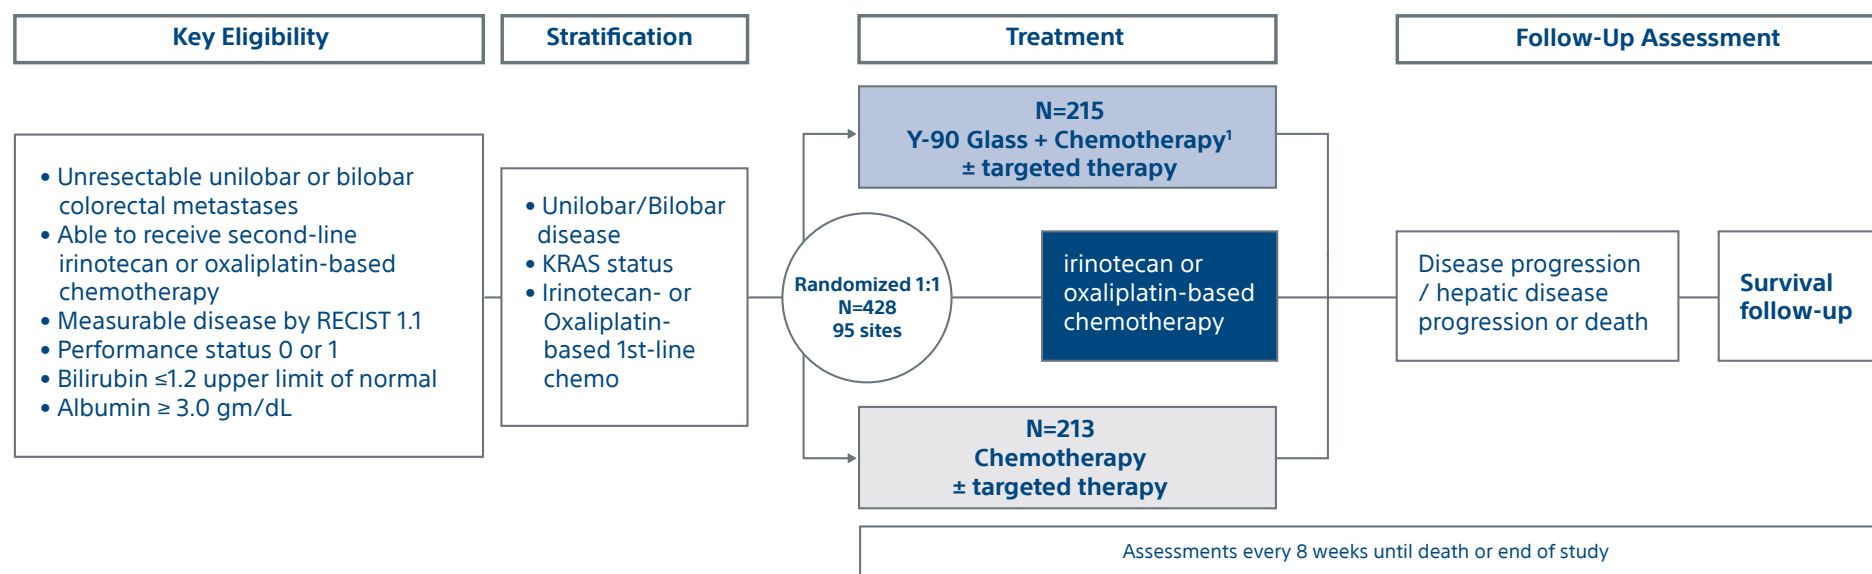 Key Eligibility
Stratification
Treatment
Follow-Up Assessment
• Unresectable unilobar or bilobar
colorectal metastases
• Able to receive second-line
irinotecan or oxaliplatin-based
chemotherapy
• Measurable disease by RECIST 1.1
• Performance status 0 or 1
• Bilirubin ≤1.2 upper limit of normal
• Albumin ≥ 3.0 gm/dL
• Unilobar/Bilobar
disease
• KRAS status
• Irinotecan- or
Oxaliplatin-
based 1st-line
chemo
Randomized 1:1
N=428
95 sites
N=215
Y-90 Glass + Chemotherapy¹
± targeted therapy
irinotecan or
oxaliplatin-based
chemotherapy
N=213
Chemotherapy
± targeted therapy
Disease progression
/ hepatic disease
progression or death
Survival
follow-up
Assessments every 8 weeks until death or end of study